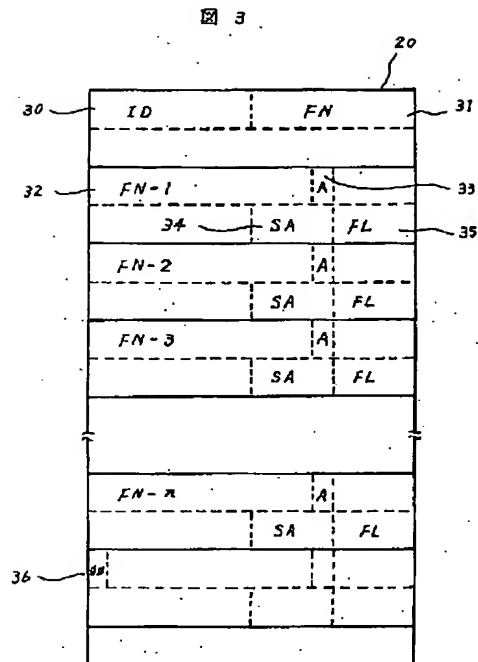 図 3
20
30 ID FN 31
32 FN-1 A 33
34 SA FL 35
FN-2 A
SA FL
FN-3 A
SA FL
FN-n A
SA FL
36